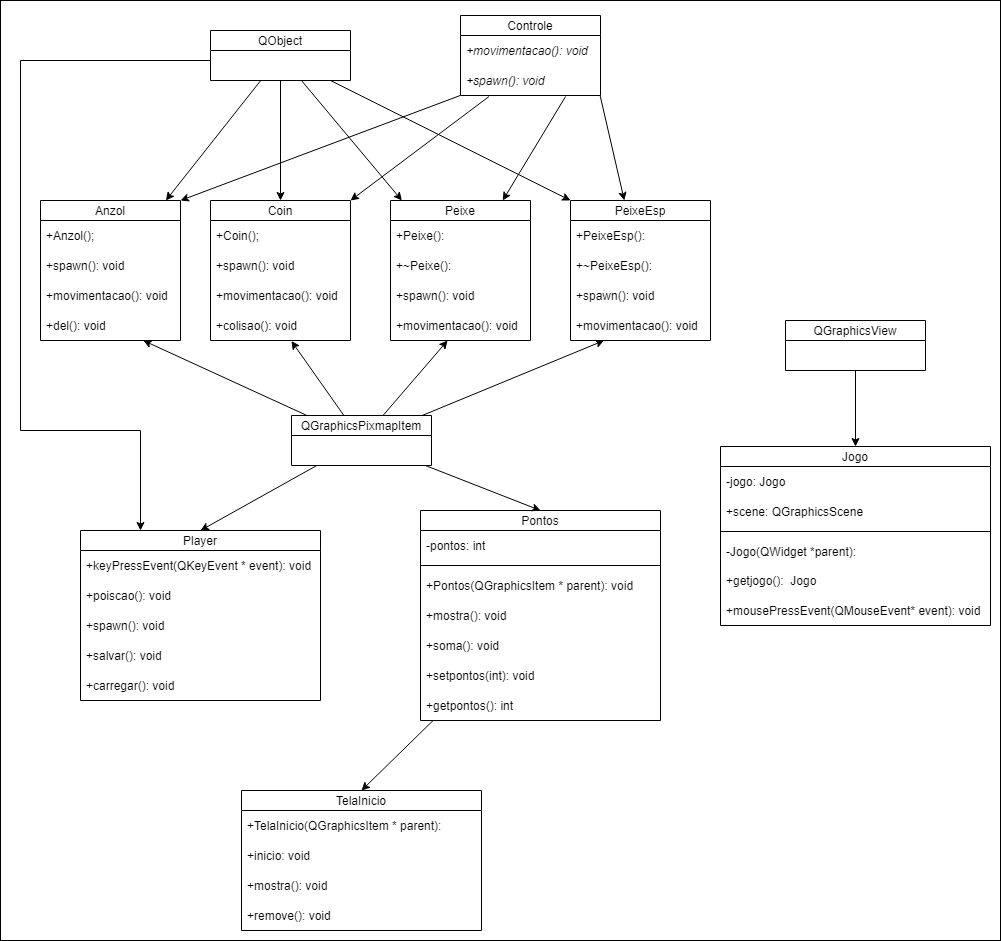 QObject
Controle
+movimentacao(): void
+spawn(): void
Anzol
+Anzol();
+spawn(): void
+movimentacao(): void
+del(): void
Coin
+Coin();
+spawn(): void
+movimentacao(): void
+colisao(): void
Peixe
+Peixe():
+~Peixe():
+spawn(): void
+movimentacao(): void
PeixeEsp
+PeixeEsp():
+~PeixeEsp():
+spawn(): void
+movimentacao(): void
QGraphicsView
QGraphicsPixmapItem
Jogo
-jogo: Jogo
+scene: QGraphicsScene
-Jogo(QWidget *parent):
+getjogo():  Jogo
+mousePressEvent(QMouseEvent* event): void
Player
+keyPressEvent(QKeyEvent * event): void
+poiscao(): void
+spawn(): void
+salvar(): void
+carregar(): void
Pontos
-pontos: int
+Pontos(QGraphicsItem * parent): void
+mostra(): void
+soma(): void
+setpontos(int): void
+getpontos(): int
TelaInicio
+TelaInicio(QGraphicsItem * parent):
+inicio: void
+mostra(): void
+remove(): void